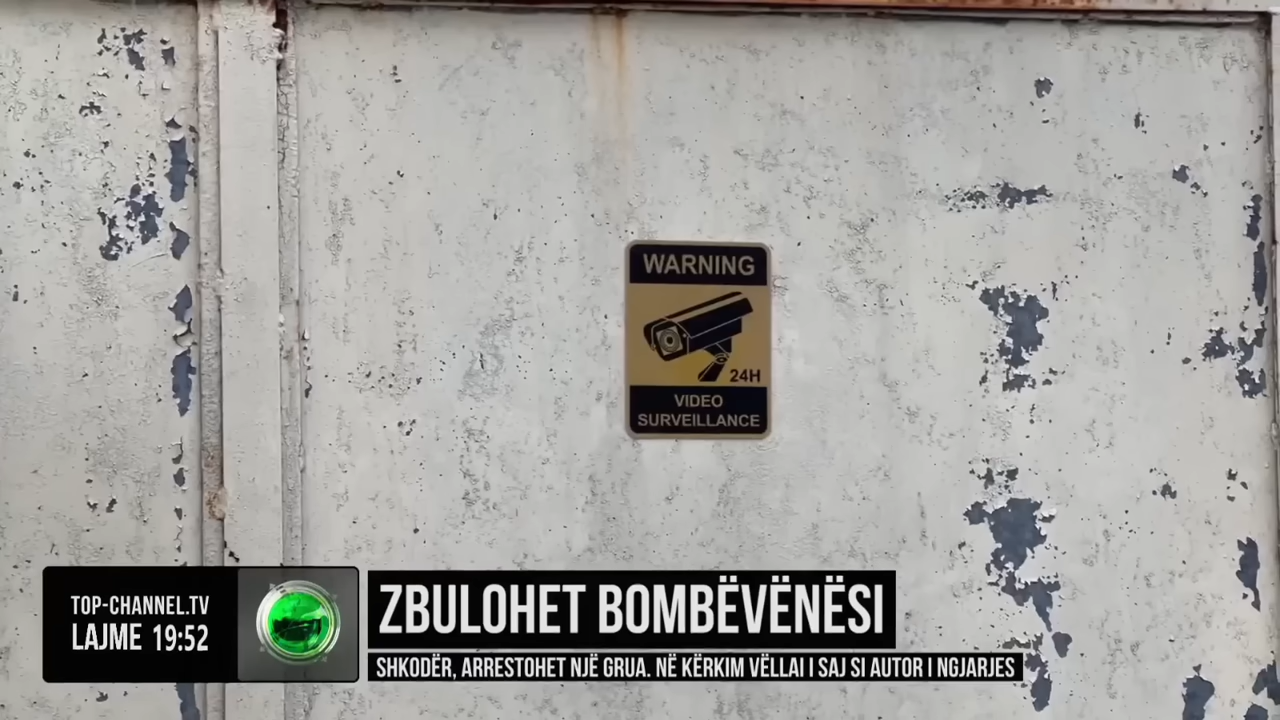 WARNING
24H
VIDEO
SURVEILLANCE
TOP-CHANNEL.TV
LAJME 19:52
ZBULOHET BOMBËVËNËSI
SHKODËR, ARRESTOHET NJË GRUA. NË KËRKIM VËLLAI I SAJ SI AUTOR I NGJARJES